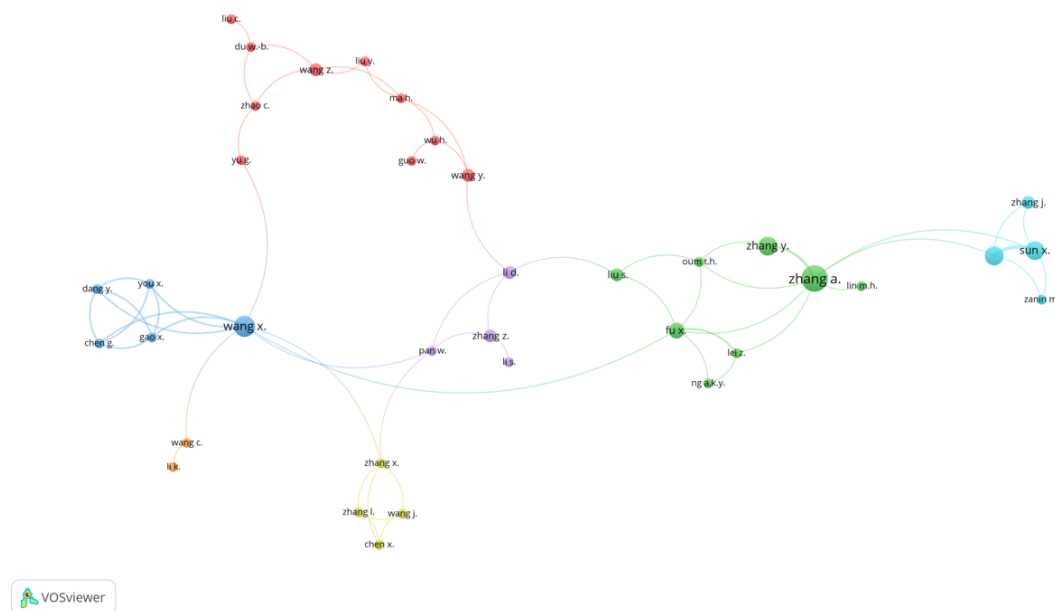 liu c.
du w.-b.
wang z.
liu y.
zhao c.
ma h.
wu h.
guo w.
yu g.
wang y.
zhang j.
sun x.
zanin m
zhang y.
oum t.h.
zhang a.
lin m.h.
liu s.
li d.
fu x.
lei z.
ng a.k.y.
you x.
dang y.
wang x.
chen g.
gao x.
zhang z.
pan w.
li s.
wang c.
li k.
zhang x.
zhang l.
wang j.
chen x.
VOSviewer